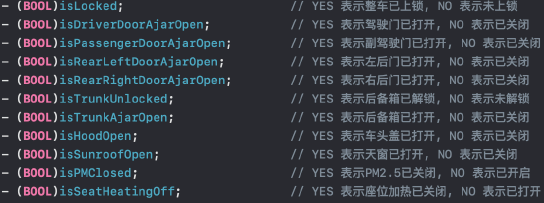 - (BOOL)isLocked; // YES 表示整车已上锁, NO 表示未上锁
- (BOOL)isDriverDoorAjarOpen; // YES 表示驾驶门已打开, NO 表示已关闭
- (BOOL)isPassengerDoorAjarOpen; // YES 表示副驾驶门已打开, NO 表示已关闭
- (BOOL)isRearLeftDoorAjarOpen; // YES 表示左后门已打开, NO 表示已关闭
- (BOOL)isRearRightDoorAjarOpen; // YES 表示右后门已打开, NO 表示已关闭
- (BOOL)isTrunkUnlocked; // YES 表示后备箱已解锁, NO 表示未解锁
- (BOOL)isTrunkAjarOpen; // YES 表示后备箱已打开, NO 表示已关闭
- (BOOL)isHoodOpen; // YES 表示车头盖已打开, NO 表示已关闭
- (BOOL)isSunroofOpen; // YES 表示天窗已打开, NO 表示已关闭
- (BOOL)isPMClosed; // YES 表示PM2.5已关闭, NO 表示已开启
- (BOOL)isSeatHeatingOff; // YES 表示座位加热已关闭, NO 表示已打开